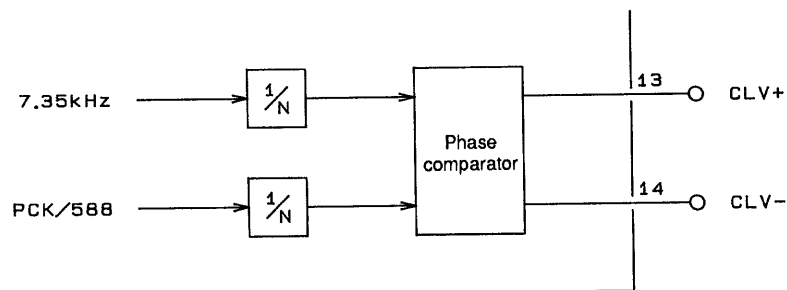 7.35kHz
1/N
13
CLV+
Phase
comparator
PCK/588
1/N
14
CLV-